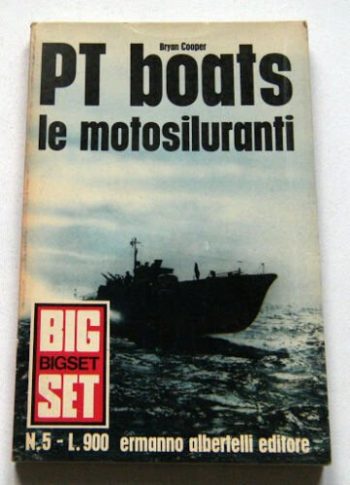 Bryan Cooper
PT boats
le motosiluranti
BIG
BIGSET
SET
N.5 - L.900 ermanno albertelli editore